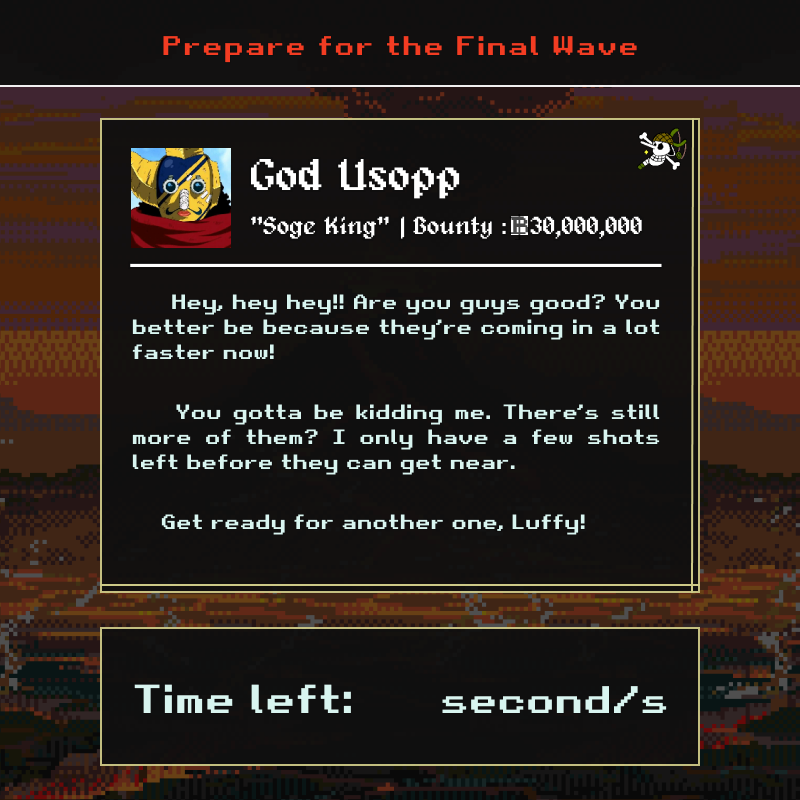 Prepare for the Final Wave
God Usopp
"Soge King" | Bounty : 30,000,000
Hey, hey hey!! Are you guys good? You
better be because they're coming in a lot
faster now!
You gotta be kidding me. There's still
more of them? I only have a few shots
left before they can get near.
Get ready for another one, Luffy!
Time left: second/s